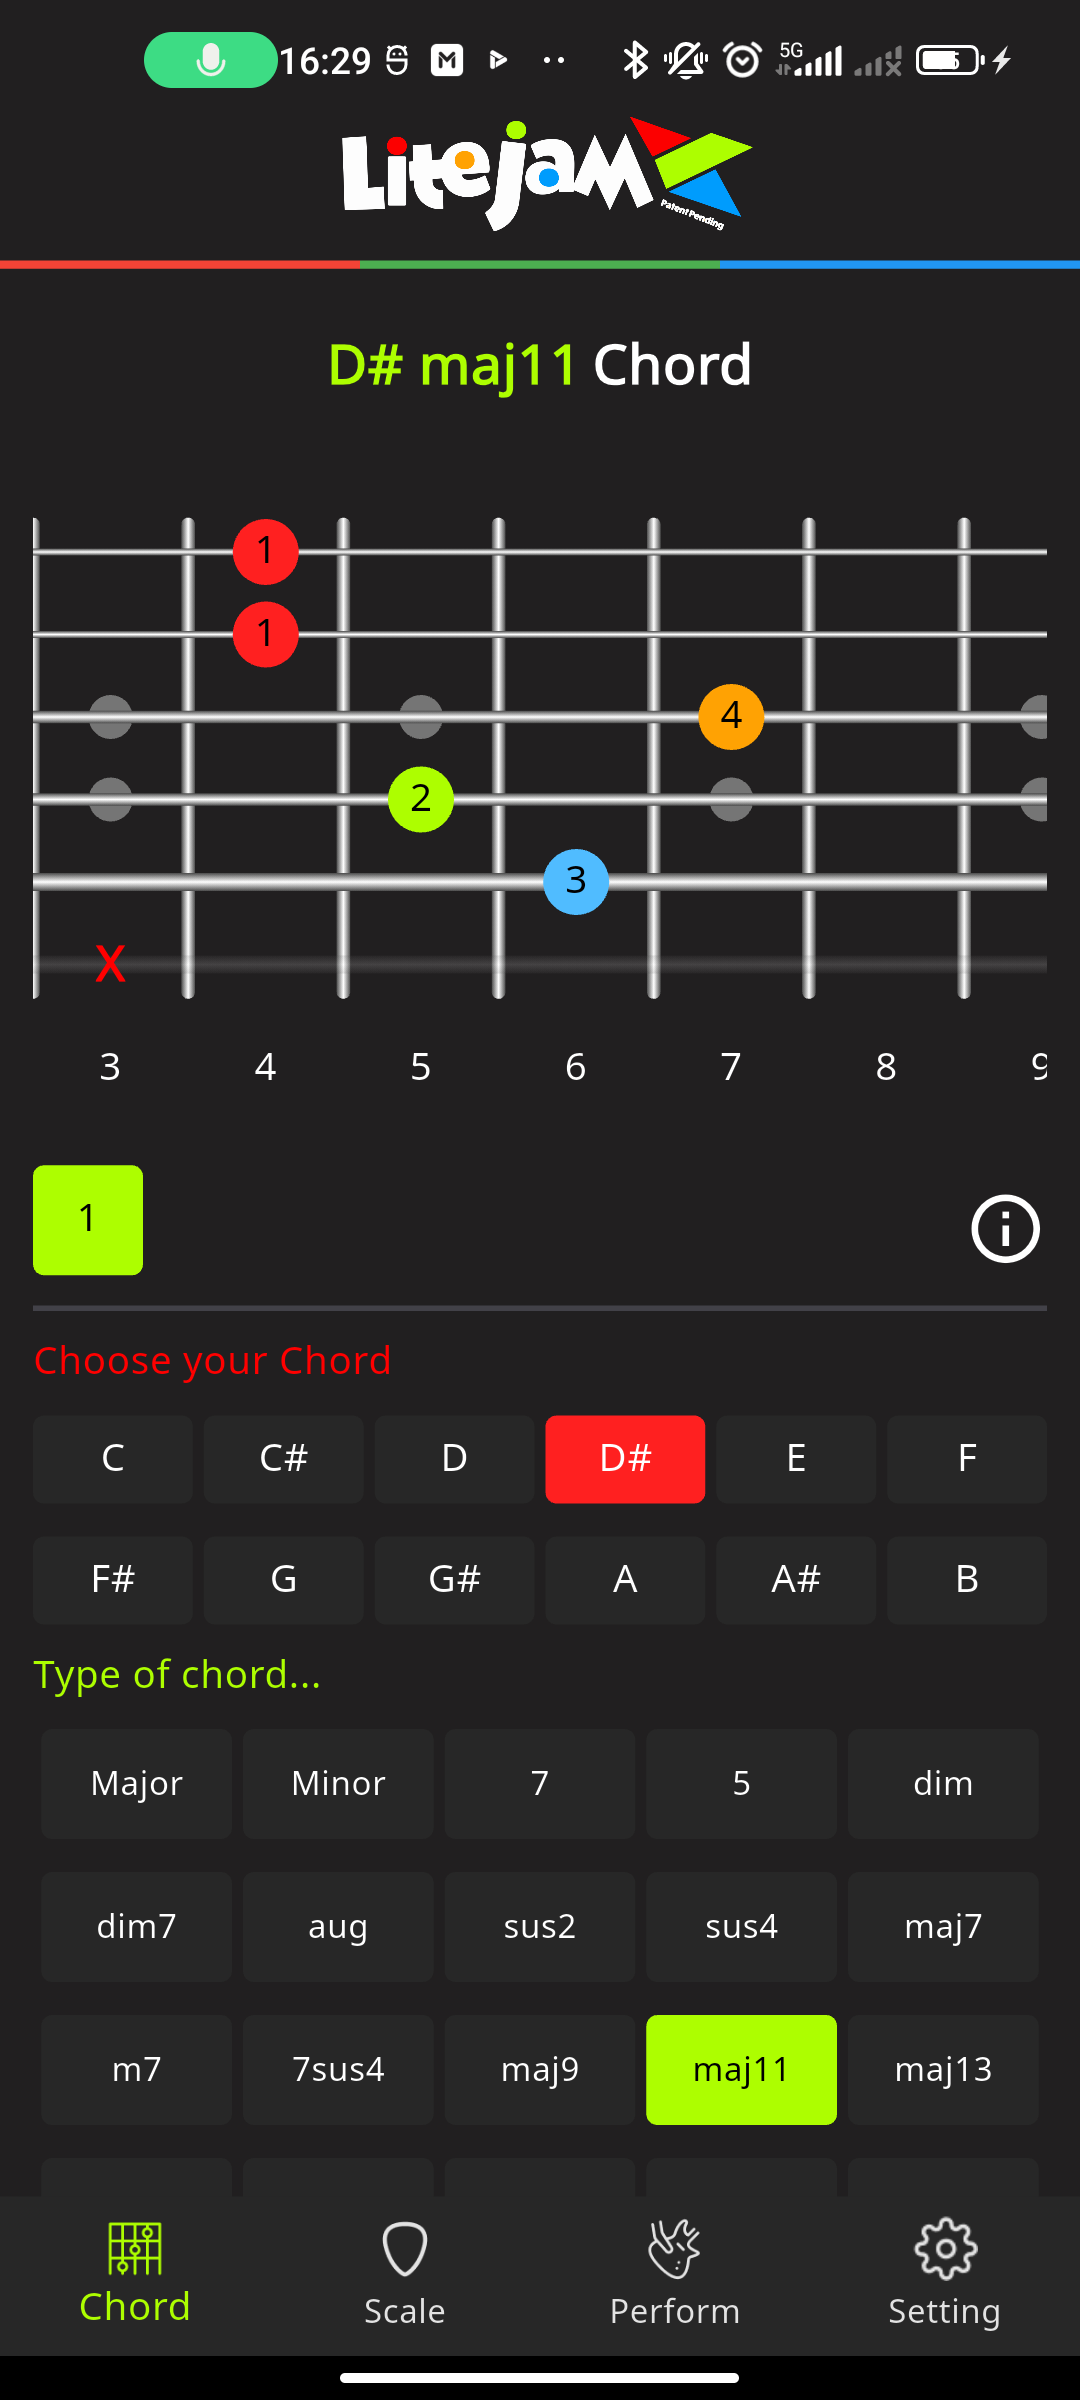 16:29 5G
Litejam
Patent Pending
D# maj11 Chord
1
1
4
2
3
X
3 4 5 6 7 8 9
1
Choose your Chord
C C# D D# E F
F# G G# A A# B
Type of chord...
Major Minor 7 5 dim
dim7 aug sus2 sus4 maj7
m7 7sus4 maj9 maj11 maj13
Chord Scale Perform Setting